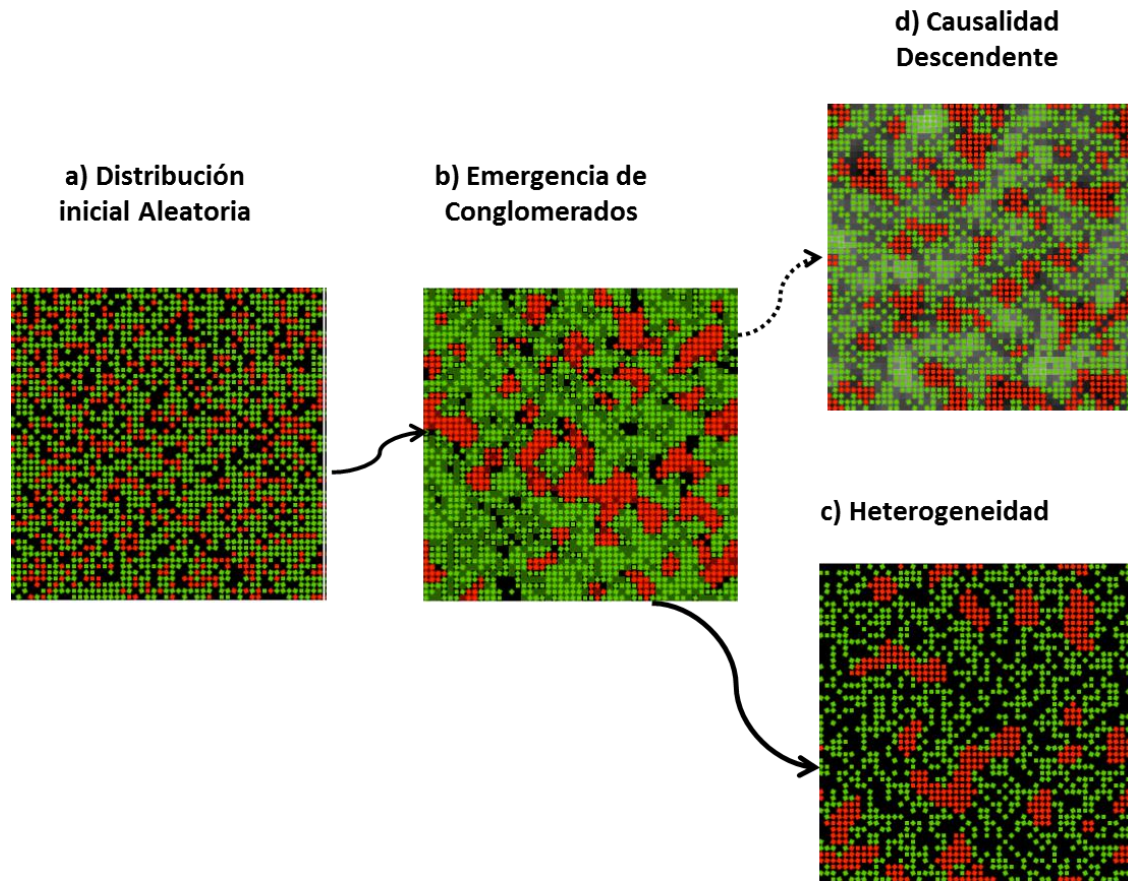 a) Distribución
inicial Aleatoria
b) Emergencia de
Conglomerados
d) Causalidad
Descendente
c) Heterogeneidad